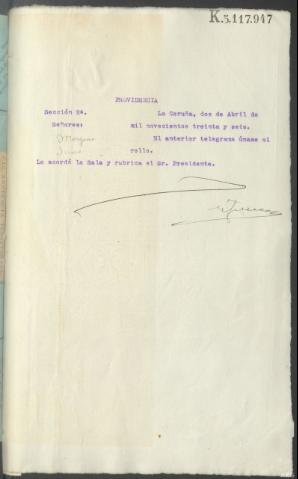 K.5.117.947
PROVIDENCIA
Sección 2ª. La Coruña, dos de Abril de
Señores: mil novecientos treinta y seis.
El anterior telegrama únase al
rollo.
Lo acordó la Sala y rubrica el Sr. Presidente.